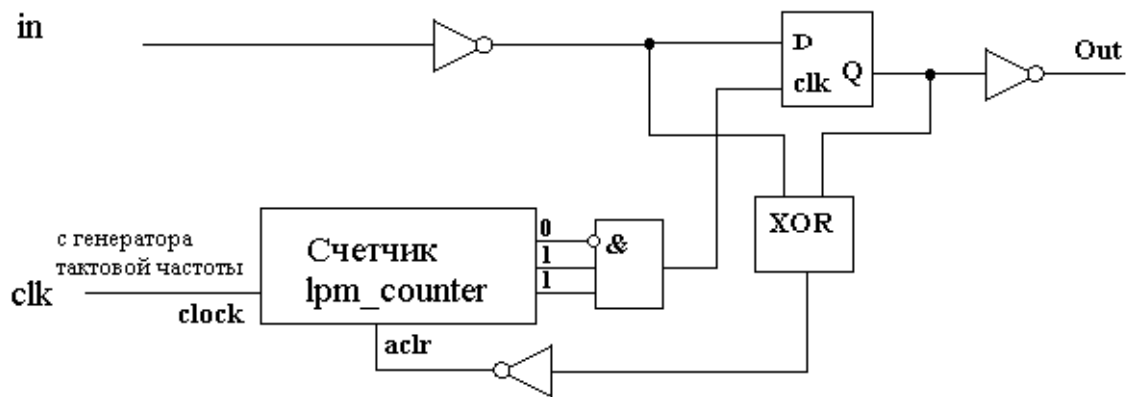 in
D
clk
Q
Out
XOR
с генератора
тактовой частоты
clk
clock
Счетчик
lpm_counter
0
1
1
&
aclr